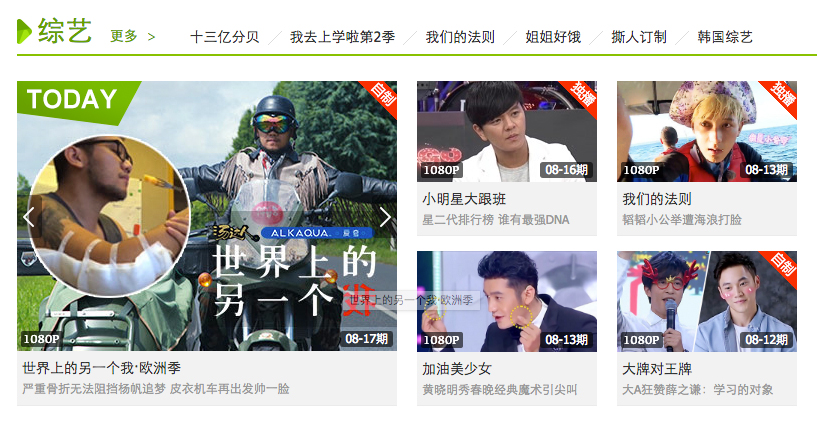 综艺 更多 > 十三亿分贝 / 我去上学啦第2季 / 我们的法则 / 姐姐好饿 / 撕人订制 / 韩国综艺
TODAY
自制
ALKAQUA.
世界上的
另一个我
世界上的另一个我·欧洲季
1080P 08-17期
世界上的另一个我·欧洲季
严重骨折无法阻挡杨帆追梦 皮衣机车再出发帅一脸
独播
1080P 08-16期
小明星大跟班
星二代排行榜 谁有最强DNA
独播
1080P 08-13期
我们的法则
韬韬小公举遭海浪打脸
1080P 08-13期
加油美少女
黄晓明秀春晚经典魔术引尖叫
自制
1080P 08-12期
大牌对王牌
大A狂赞薛之谦：学习的对象